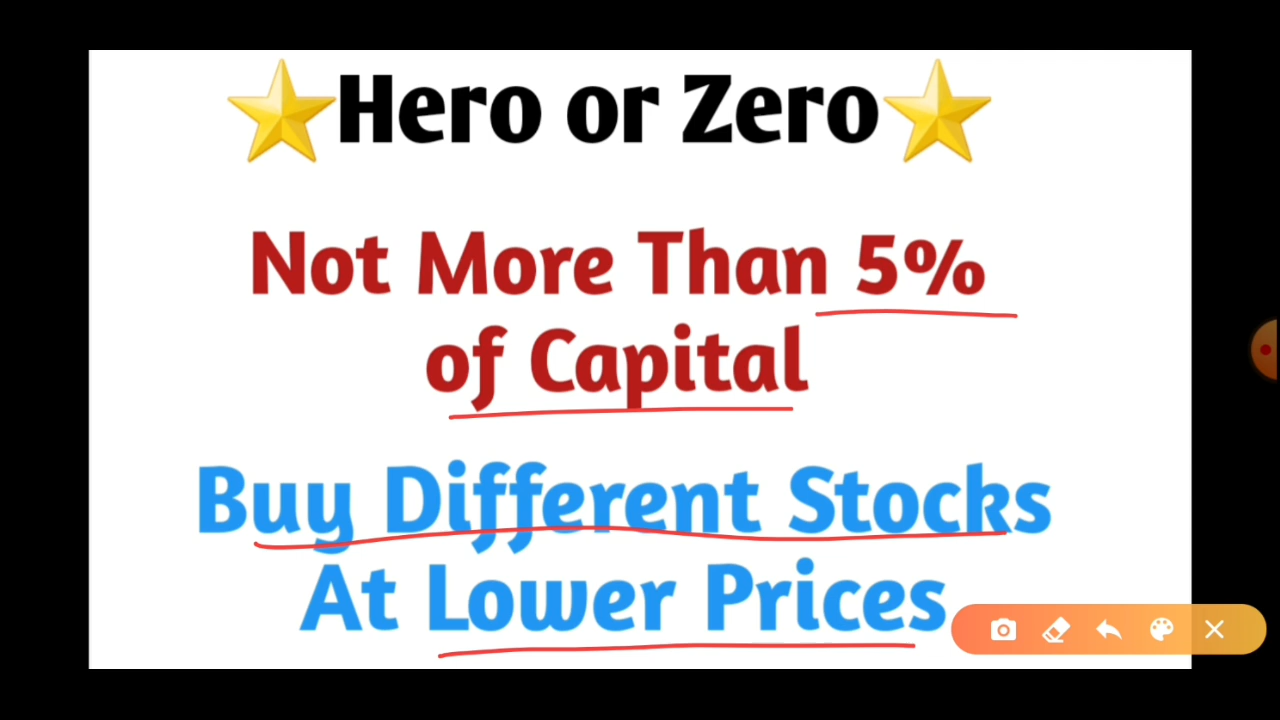 Hero or Zero
Not More Than 5%
of Capital
Buy Different Stocks
At Lower Prices